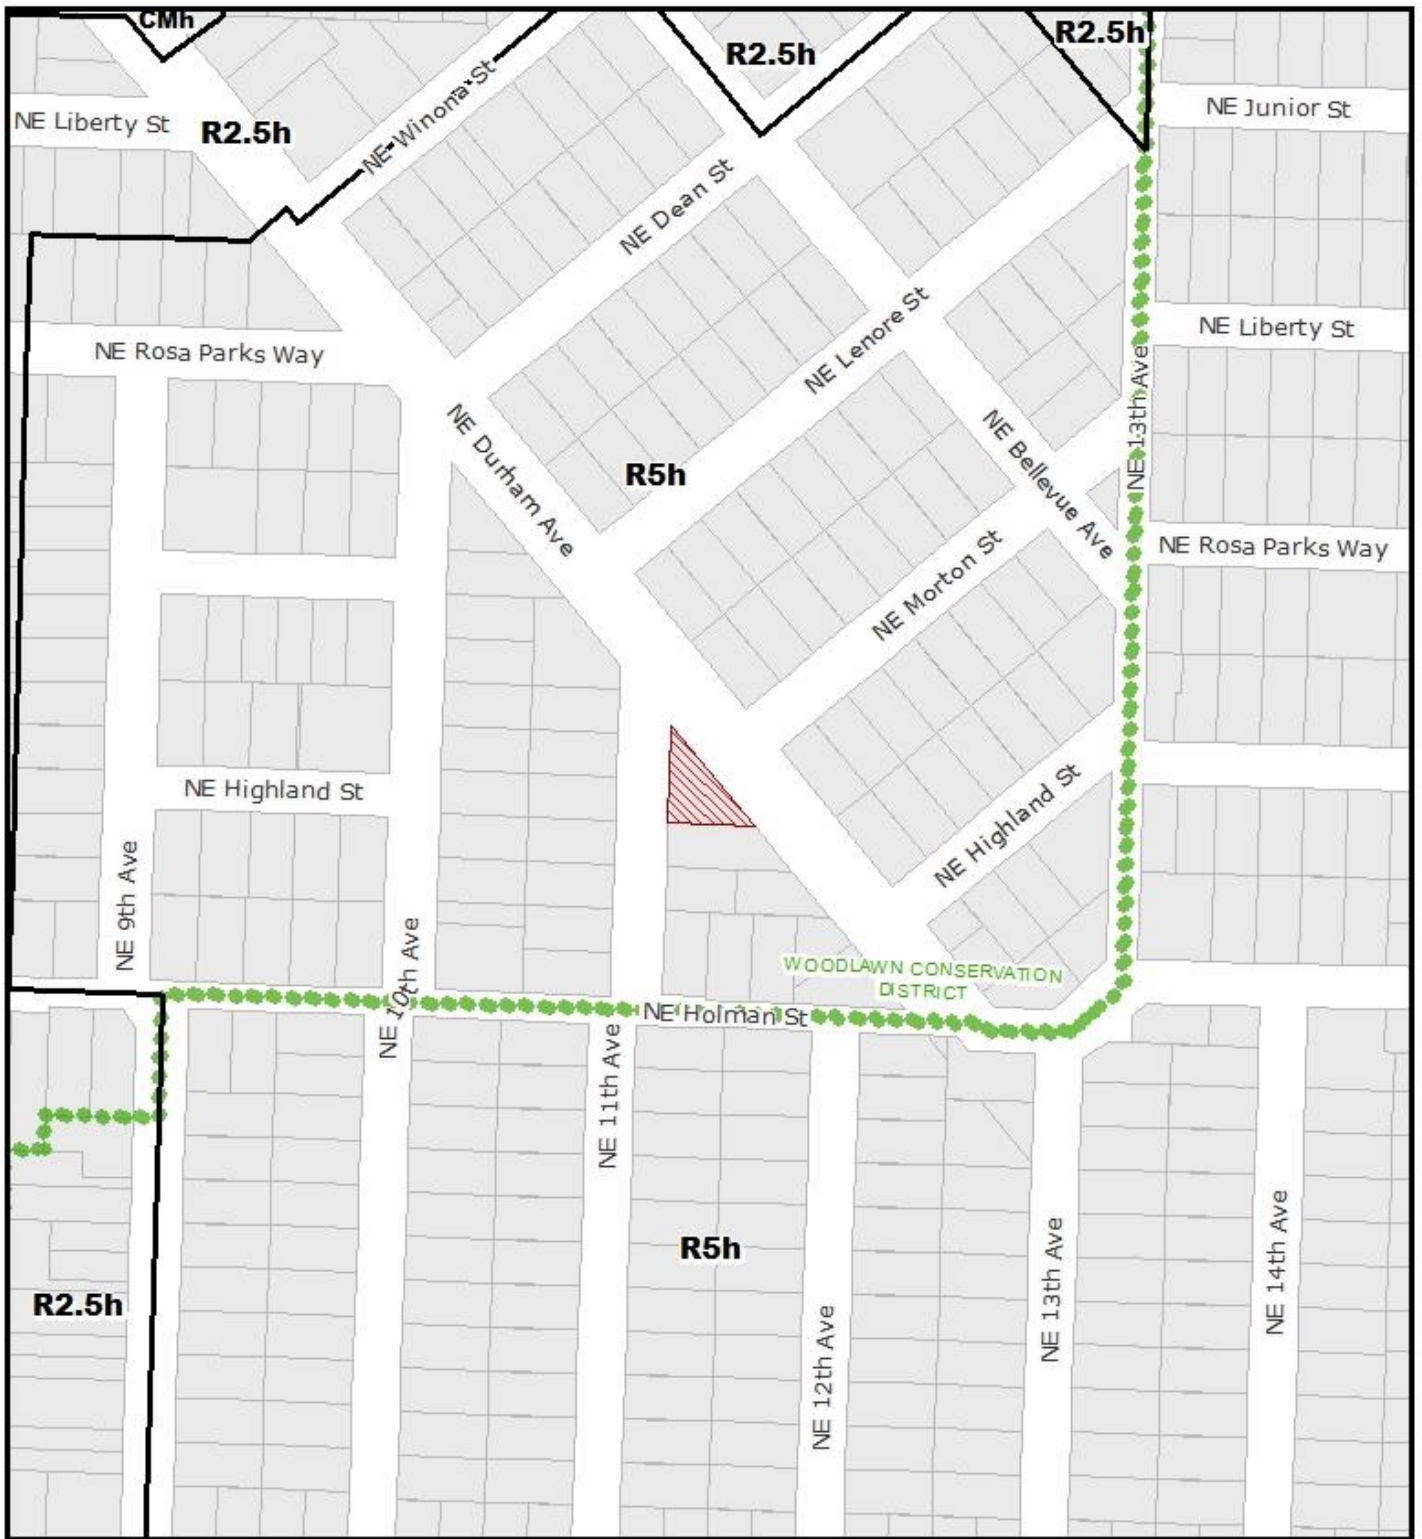 CMh
R2.5h
R2.5h
NE Junior St
NE Liberty St
R2.5h
NE Winona St
NE Dean St
NE Rosa Parks Way
NE Lenore St
NE Liberty St
NE 13th Ave
NE Durham Ave
R5h
NE Bellevue Ave
NE Rosa Parks Way
NE Morton St
NE Highland St
NE Highland St
NE 9th Ave
NE 10th Ave
WOODLAWN CONSERVATION
DISTRICT
NE Holman St
NE 11th Ave
R5h
R2.5h
NE 12th Ave
NE 13th Ave
NE 14th Ave